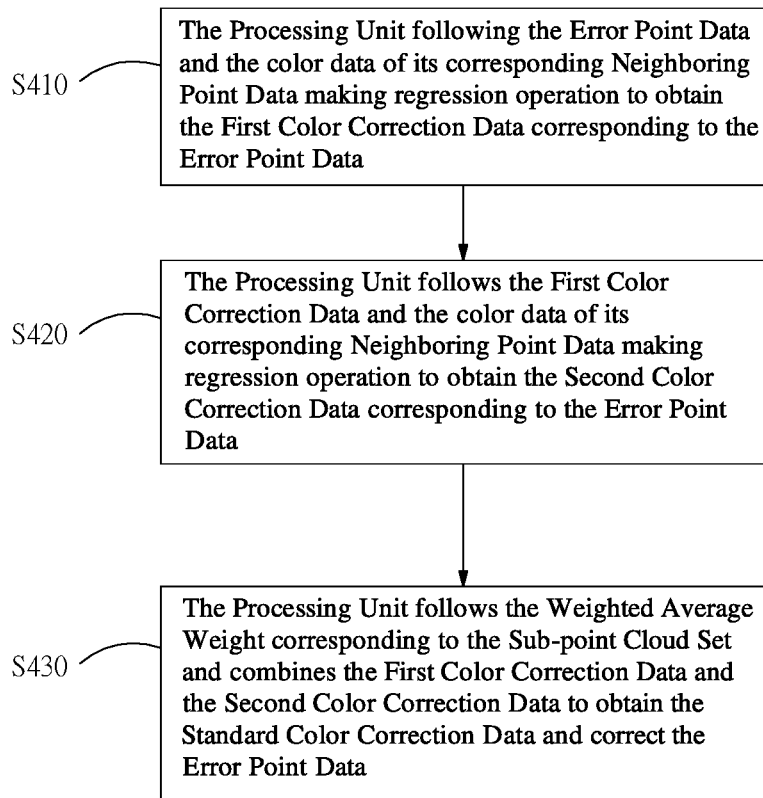 The Processing Unit following the Error Point Data
and the color data of its corresponding Neighboring
Point Data making regression operation to obtain
the First Color Correction Data corresponding to the
Error Point Data
S410
The Processing Unit follows the First Color
Correction Data and the color data of its
corresponding Neighboring Point Data making
regression operation to obtain the Second Color
Correction Data corresponding to the Error Point
Data
S420
The Processing Unit follows the Weighted Average
Weight corresponding to the Sub-point Cloud Set
and combines the First Color Correction Data and
the Second Color Correction Data to obtain the
Standard Color Correction Data and correct the
Error Point Data
S430